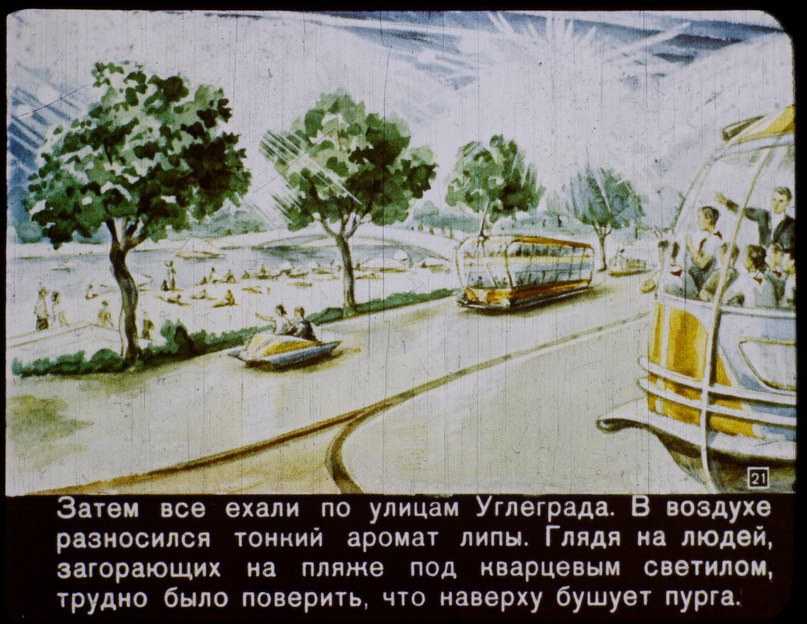 21
Затем все ехали по улицам Углеграда. В воздухе
разносился тонкий аромат липы. Глядя на людей,
загорающих на пляже под кварцевым светилом,
трудно было поверить, что наверху бушует пурга.